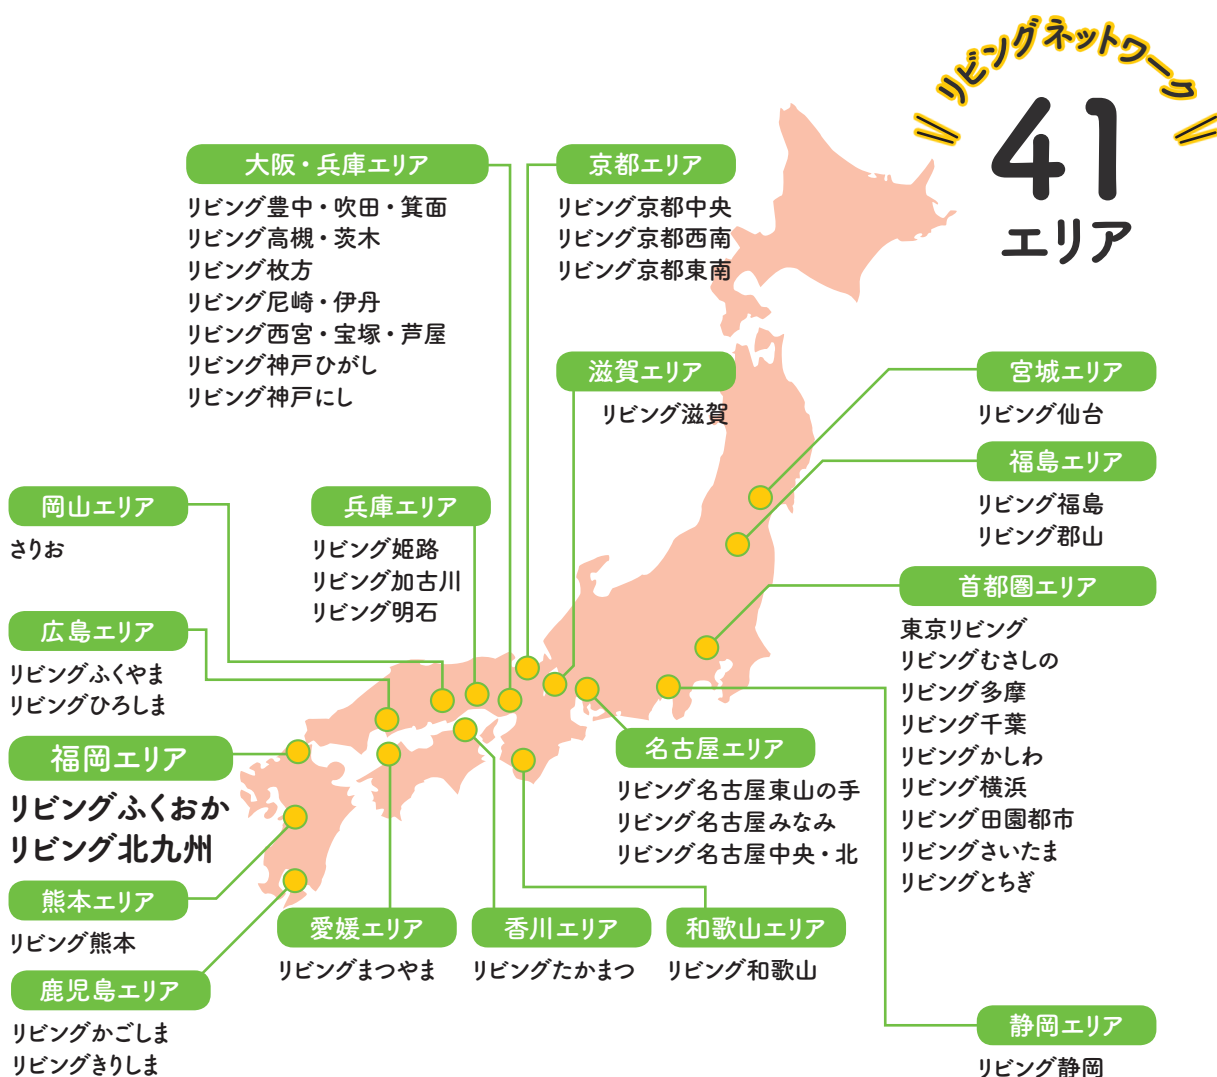 リビングネットワーク
41
エリア
大阪・兵庫エリア
リビング豊中・吹田・箕面
リビング高槻・茨木
リビング枚方
リビング尼崎・伊丹
リビング西宮・宝塚・芦屋
リビング神戸ひがし
リビング神戸にし
京都エリア
リビング京都中央
リビング京都西南
リビング京都東南
滋賀エリア
リビング滋賀
宮城エリア
リビング仙台
福島エリア
リビング福島
リビング郡山
岡山エリア
さりお
兵庫エリア
リビング姫路
リビング加古川
リビング明石
広島エリア
リビングふくやま
リビングひろしま
首都圏エリア
東京リビング
リビングむさしの
リビング多摩
リビング千葉
リビングかしわ
リビング横浜
リビング田園都市
リビングさいたま
リビングとちぎ
福岡エリア
リビングふくおか
リビング北九州
名古屋エリア
リビング名古屋東山の手
リビング名古屋みなみ
リビング名古屋中央・北
熊本エリア
リビング熊本
愛媛エリア
リビングまつやま
香川エリア
リビングたかまつ
和歌山エリア
リビング和歌山
鹿児島エリア
リビングかごしま
リビングきりしま
静岡エリア
リビング静岡